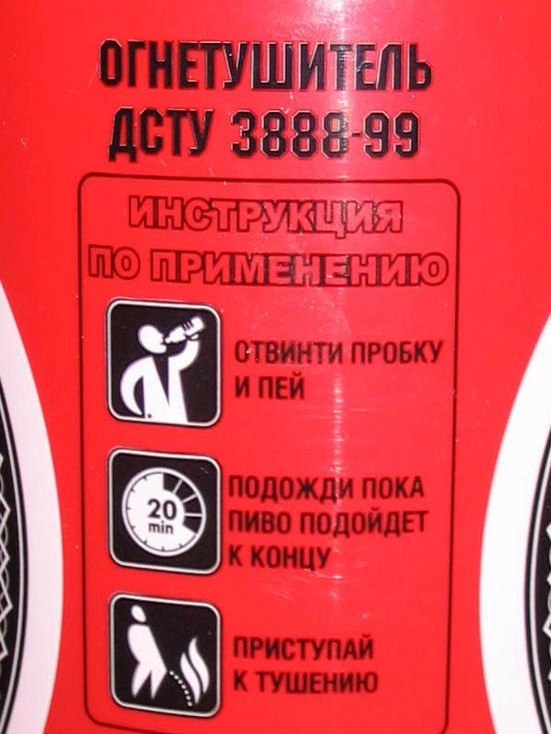 ОГНЕТУШИТЕЛЬ
ДСТУ 3888-99
ИНСТРУКЦИЯ
ПО ПРИМЕНЕНИЮ
ОТВИНТИ ПРОБКУ
И ПЕЙ
20
min
ПОДОЖДИ ПОКА
ПИВО ПОДОЙДЕТ
К КОНЦУ
ПРИСТУПАЙ
К ТУШЕНИЮ